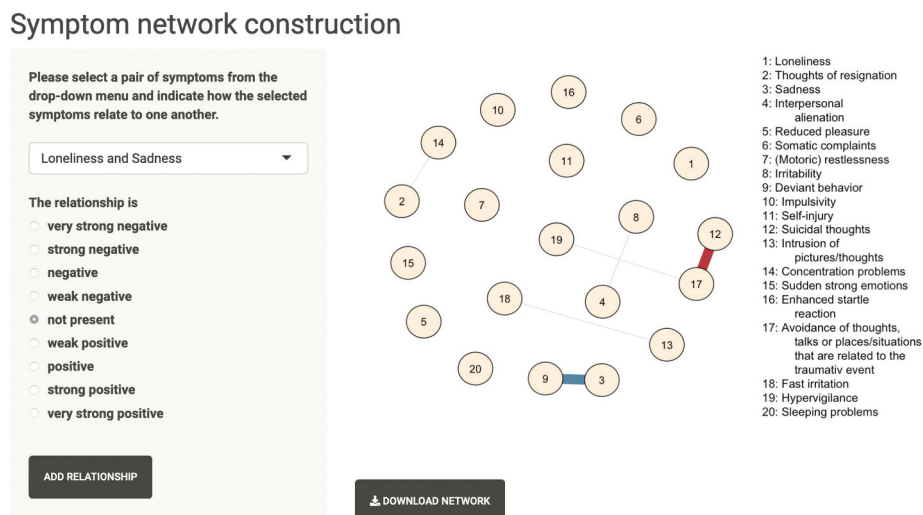 Symptom network construction
Please select a pair of symptoms from the
drop-down menu and indicate how the selected
symptoms relate to one another.
Loneliness and Sadness
The relationship is
very strong negative
strong negative
negative
weak negative
not present
weak positive
positive
strong positive
very strong positive
ADD RELATIONSHIP
16
10
6
14
11
1
2
7
8
12
19
15
17
18
4
5
13
20
9
3
DOWNLOAD NETWORK
1: Loneliness
2: Thoughts of resignation
3: Sadness
4: Interpersonal
alienation
5: Reduced pleasure
6: Somatic complaints
7: (Motoric) restlessness
8: Irritability
9: Deviant behavior
10: Impulsivity
11: Self-injury
12: Suicidal thoughts
13: Intrusion of
pictures/thoughts
14: Concentration problems
15: Sudden strong emotions
16: Enhanced startle
reaction
17: Avoidance of thoughts,
talks or places/situations
that are related to the
traumativ event
18: Fast irritation
19: Hypervigilance
20: Sleeping problems